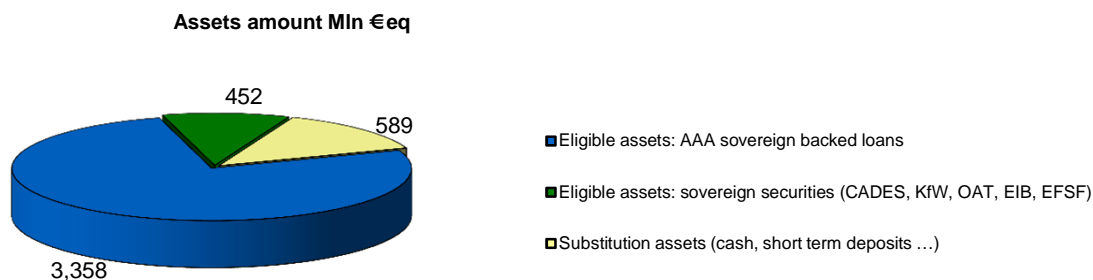 Assets amount Mln €eq
452
589
3,358
Eligible assets: AAA sovereign backed loans
Eligible assets: sovereign securities (CADES, KfW, OAT, EIB, EFSF)
Substitution assets (cash, short term deposits …)